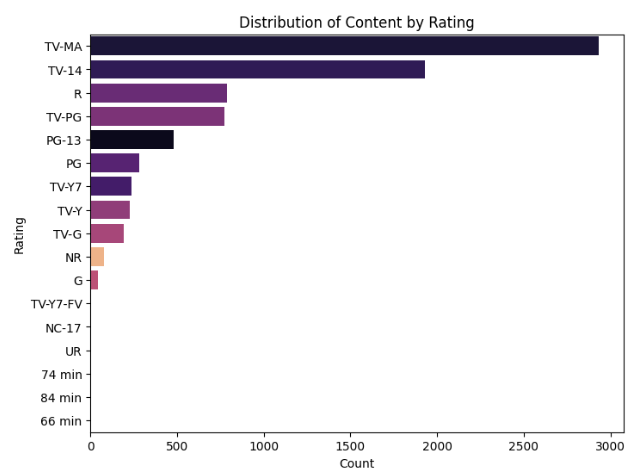 Distribution of Content by Rating
TV-MA
TV-14
R
TV-PG
PG-13
PG
TV-Y7
TV-Y
TV-G
NR
G
TV-Y7-FV
NC-17
UR
74 min
84 min
66 min
Rating
0 500 1000 1500 2000 2500 3000
Count